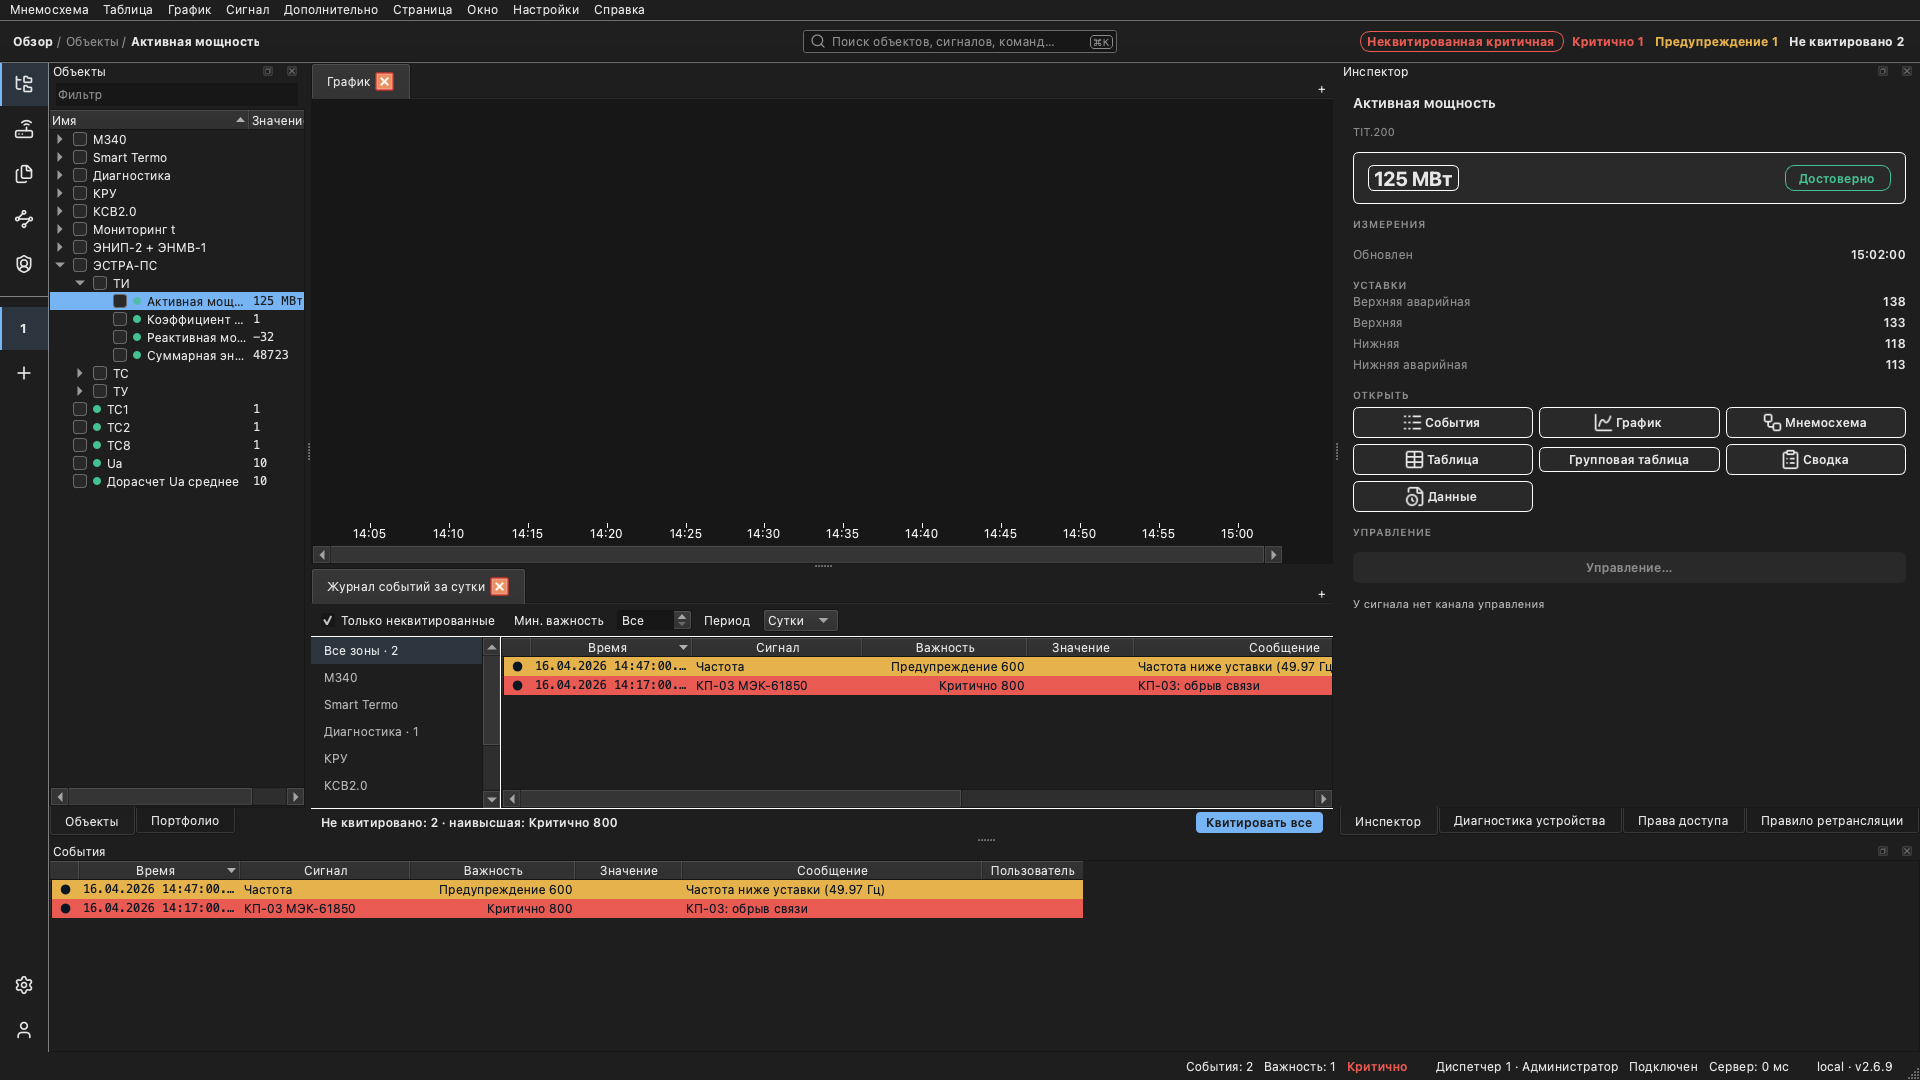 Мнемосхема Таблица График Сигнал Дополнительно Страница Окно Настройки Справка
Обзор / Объекты / Активная мощность
Поиск объектов, сигналов, команд... ⌘K
Неквитированная критичная Критично 1 Предупреждение 1 Не квитировано 2
Объекты
Фильтр
Имя Значени
M340
Smart Termo
Диагностика
КРУ
КСВ2.0
Мониторинг t
ЭНИП-2 + ЭНМВ-1
ЭСТРА-ПС
ТИ
Активная мощ... 125 МВт
Коэффициент ... 1
Реактивная мо... −32
Суммарная эн... 48723
ТС
ТУ
ТС1 1
ТС2 1
ТС8 1
Ua 10
Дорасчет Ua среднее 10
Объекты Портфолио
1
График
+
14:05 14:10 14:15 14:20 14:25 14:30 14:35 14:40 14:45 14:50 14:55 15:00
Журнал событий за сутки
+
Только неквитированные Мин. важность Все Период Сутки
Все зоны · 2
M340
Smart Termo
Диагностика · 1
КРУ
КСВ2.0
Время Сигнал Важность Значение Сообщение
16.04.2026 14:47:00.… Частота Предупреждение 600 Частота ниже уставки (49.97 Гц
16.04.2026 14:17:00.… КП-03 МЭК-61850 Критично 800 КП-03: обрыв связи
Не квитировано: 2 · наивысшая: Критично 800 Квитировать все
Инспектор
Активная мощность
TIT.200
125 МВт Достоверно
ИЗМЕРЕНИЯ
Обновлен 15:02:00
УСТАВКИ
Верхняя аварийная 138
Верхняя 133
Нижняя 118
Нижняя аварийная 113
ОТКРЫТЬ
События График Мнемосхема
Таблица Групповая таблица Сводка
Данные
УПРАВЛЕНИЕ
Управление...
У сигнала нет канала управления
Инспектор Диагностика устройства Права доступа Правило ретрансляции
События
Время Сигнал Важность Значение Сообщение Пользователь
16.04.2026 14:47:00.… Частота Предупреждение 600 Частота ниже уставки (49.97 Гц)
16.04.2026 14:17:00.… КП-03 МЭК-61850 Критично 800 КП-03: обрыв связи
События: 2 Важность: 1 Критично Диспетчер 1 · Администратор Подключен Сервер: 0 мс local · v2.6.9